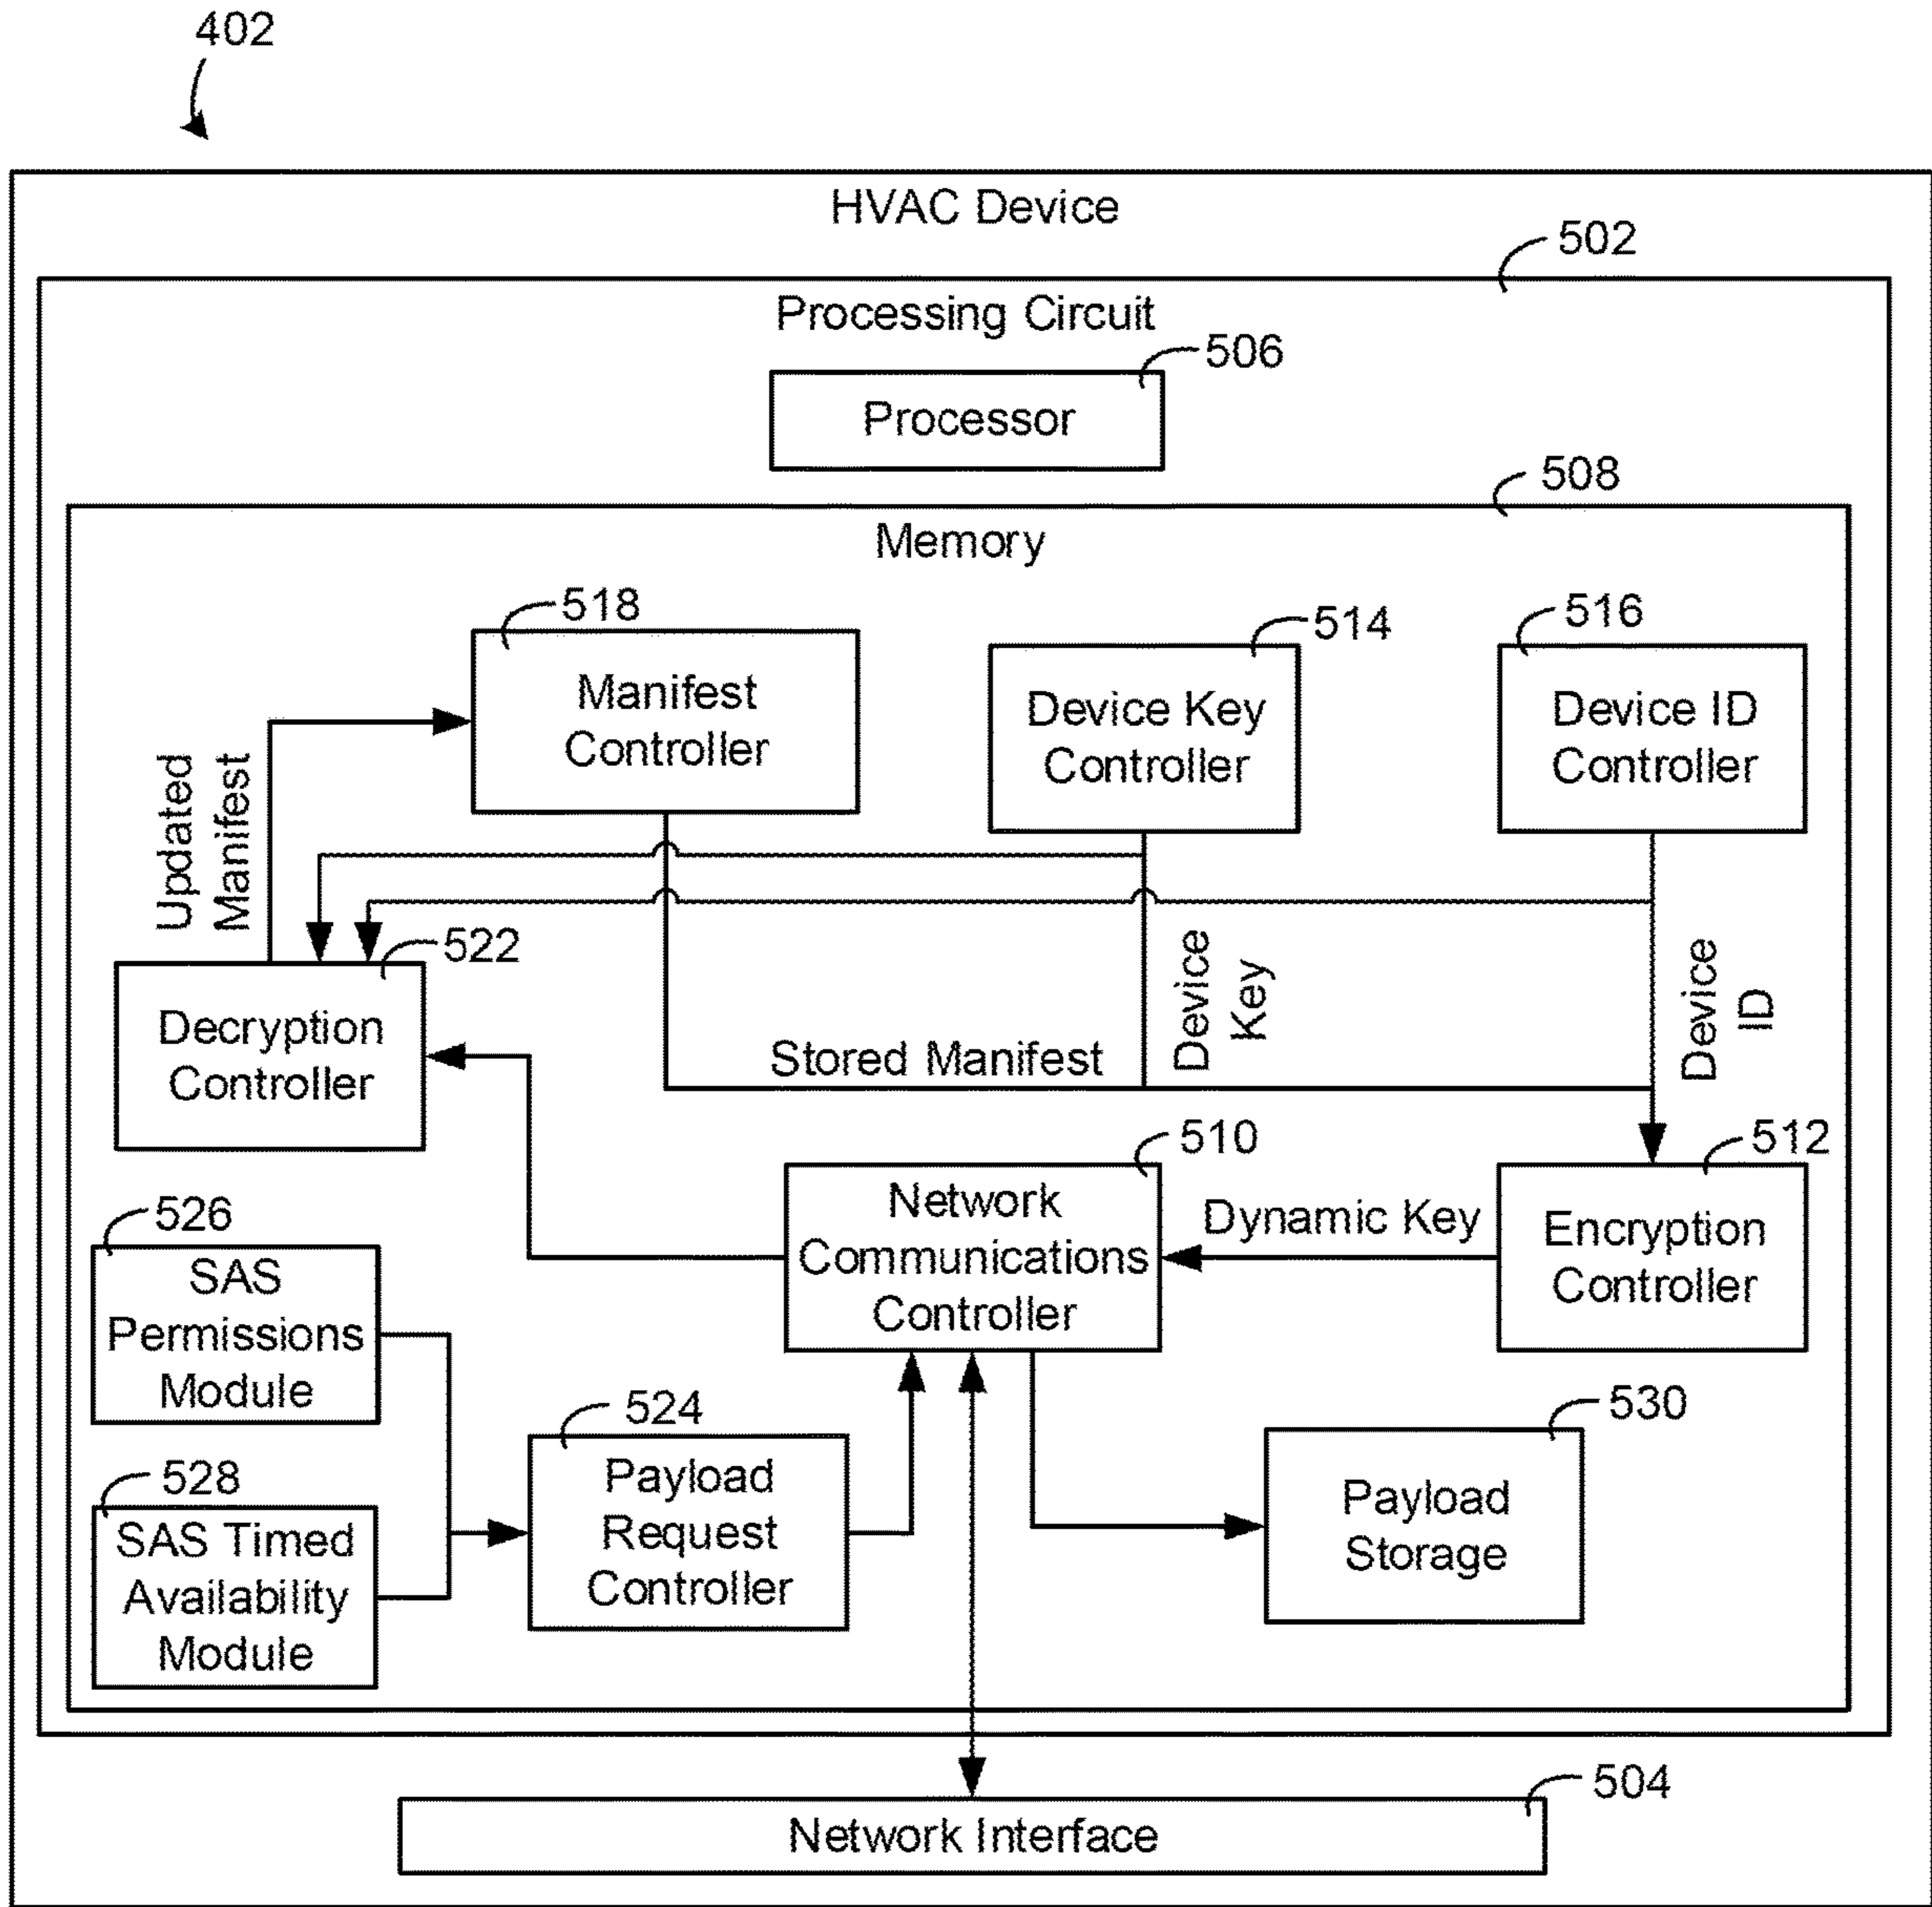 402
HVAC Device
502
Processing Circuit
506
Processor
508
Memory
518
Manifest
Controller
514
Device Key
Controller
516
Device ID
Controller
Updated
Manifest
522
Decryption
Controller
Stored Manifest
Device
Key
Device
ID
510
Network
Communications
Controller
Dynamic Key
512
Encryption
Controller
526
SAS
Permissions
Module
528
SAS Timed
Availability
Module
524
Payload
Request
Controller
530
Payload
Storage
504
Network Interface